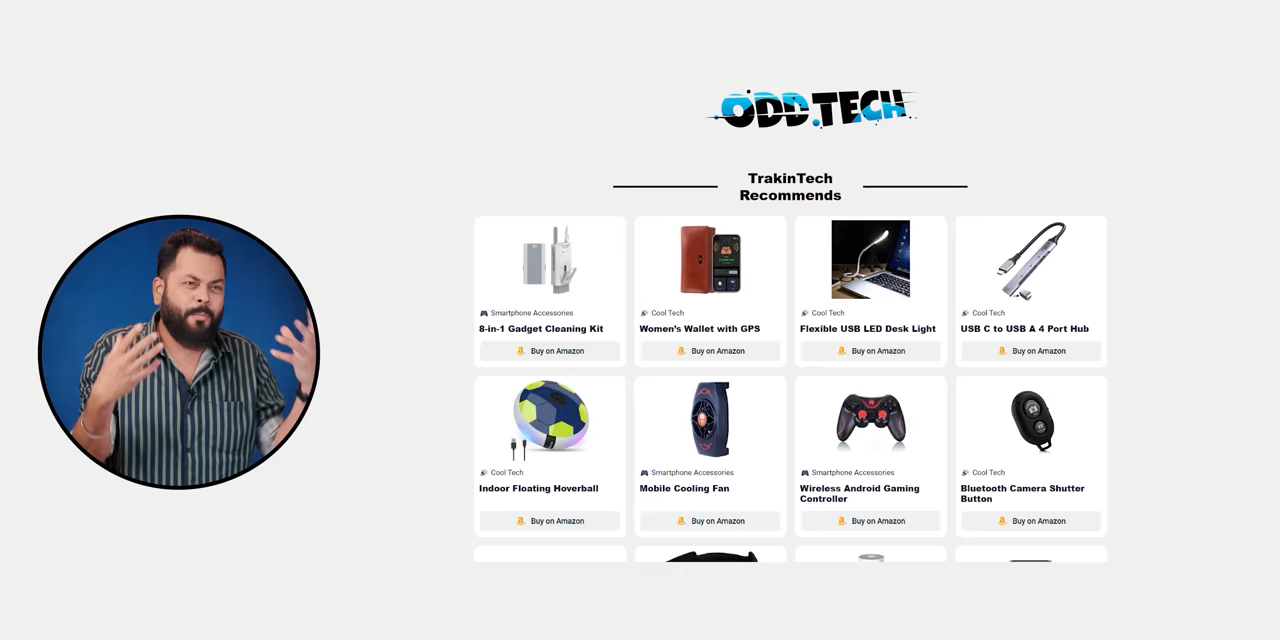 ODD.TECH
TrakinTech
Recommends
Smartphone Accessories
8-in-1 Gadget Cleaning Kit
Buy on Amazon
Cool Tech
Women's Wallet with GPS
Buy on Amazon
Cool Tech
Flexible USB LED Desk Light
Buy on Amazon
Cool Tech
USB C to USB A 4 Port Hub
Buy on Amazon
Cool Tech
Indoor Floating Hoverball
Buy on Amazon
Smartphone Accessories
Mobile Cooling Fan
Buy on Amazon
Smartphone Accessories
Wireless Android Gaming
Controller
Buy on Amazon
Cool Tech
Bluetooth Camera Shutter
Button
Buy on Amazon